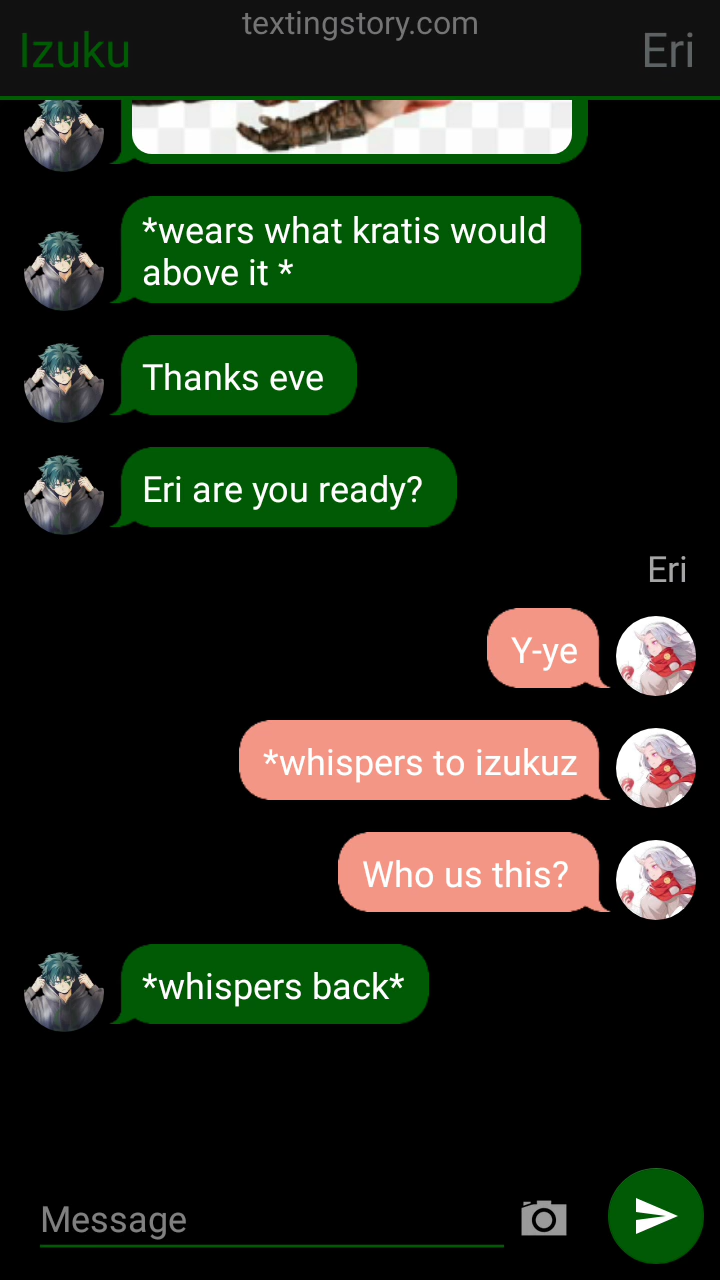 textingstory.com
Izuku
Eri
*wears what kratis would
above it *
Thanks eve
Eri are you ready?
Eri
Y-ye
*whispers to izukuz
Who us this?
*whispers back*
Message